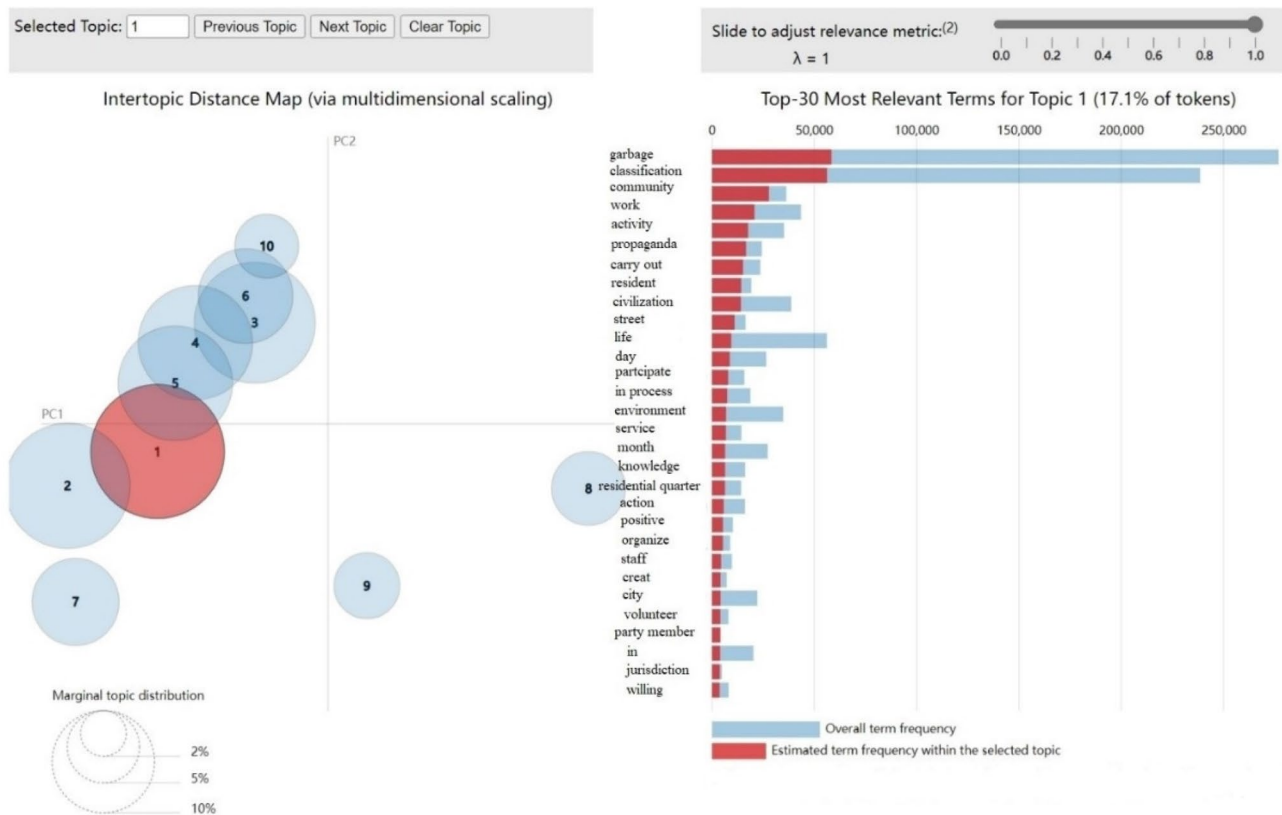 Selected Topic: 1 Previous Topic Next Topic Clear Topic
Slide to adjust relevance metric:(2)
λ = 1
0.0 0.2 0.4 0.6 0.8 1.0
Intertopic Distance Map (via multidimensional scaling)
PC2
PC1
10
6
3
4
5
1
2
8
7
9
Marginal topic distribution
2%
5%
10%
Top-30 Most Relevant Terms for Topic 1 (17.1% of tokens)
0 50,000 100,000 150,000 200,000 250,000
garbage
classification
community
work
activity
propaganda
carry out
resident
civilization
street
life
day
partcipate
in process
environment
service
month
knowledge
residential quarter
action
positive
organize
staff
creat
city
volunteer
party member
in
jurisdiction
willing
Overall term frequency
Estimated term frequency within the selected topic